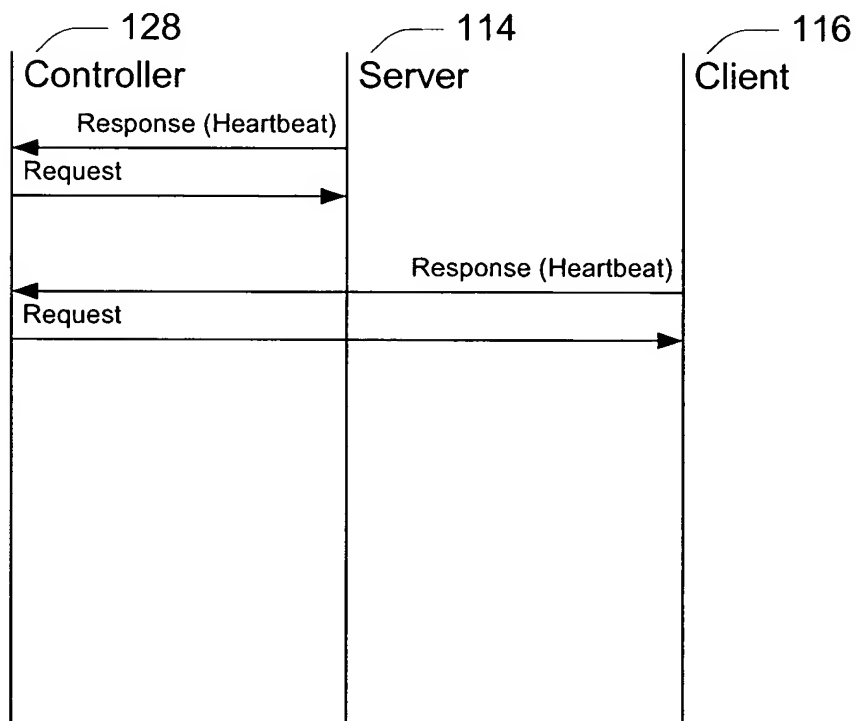 128
114
116
Controller
Server
Client
Response (Heartbeat)
Request
Response (Heartbeat)
Request